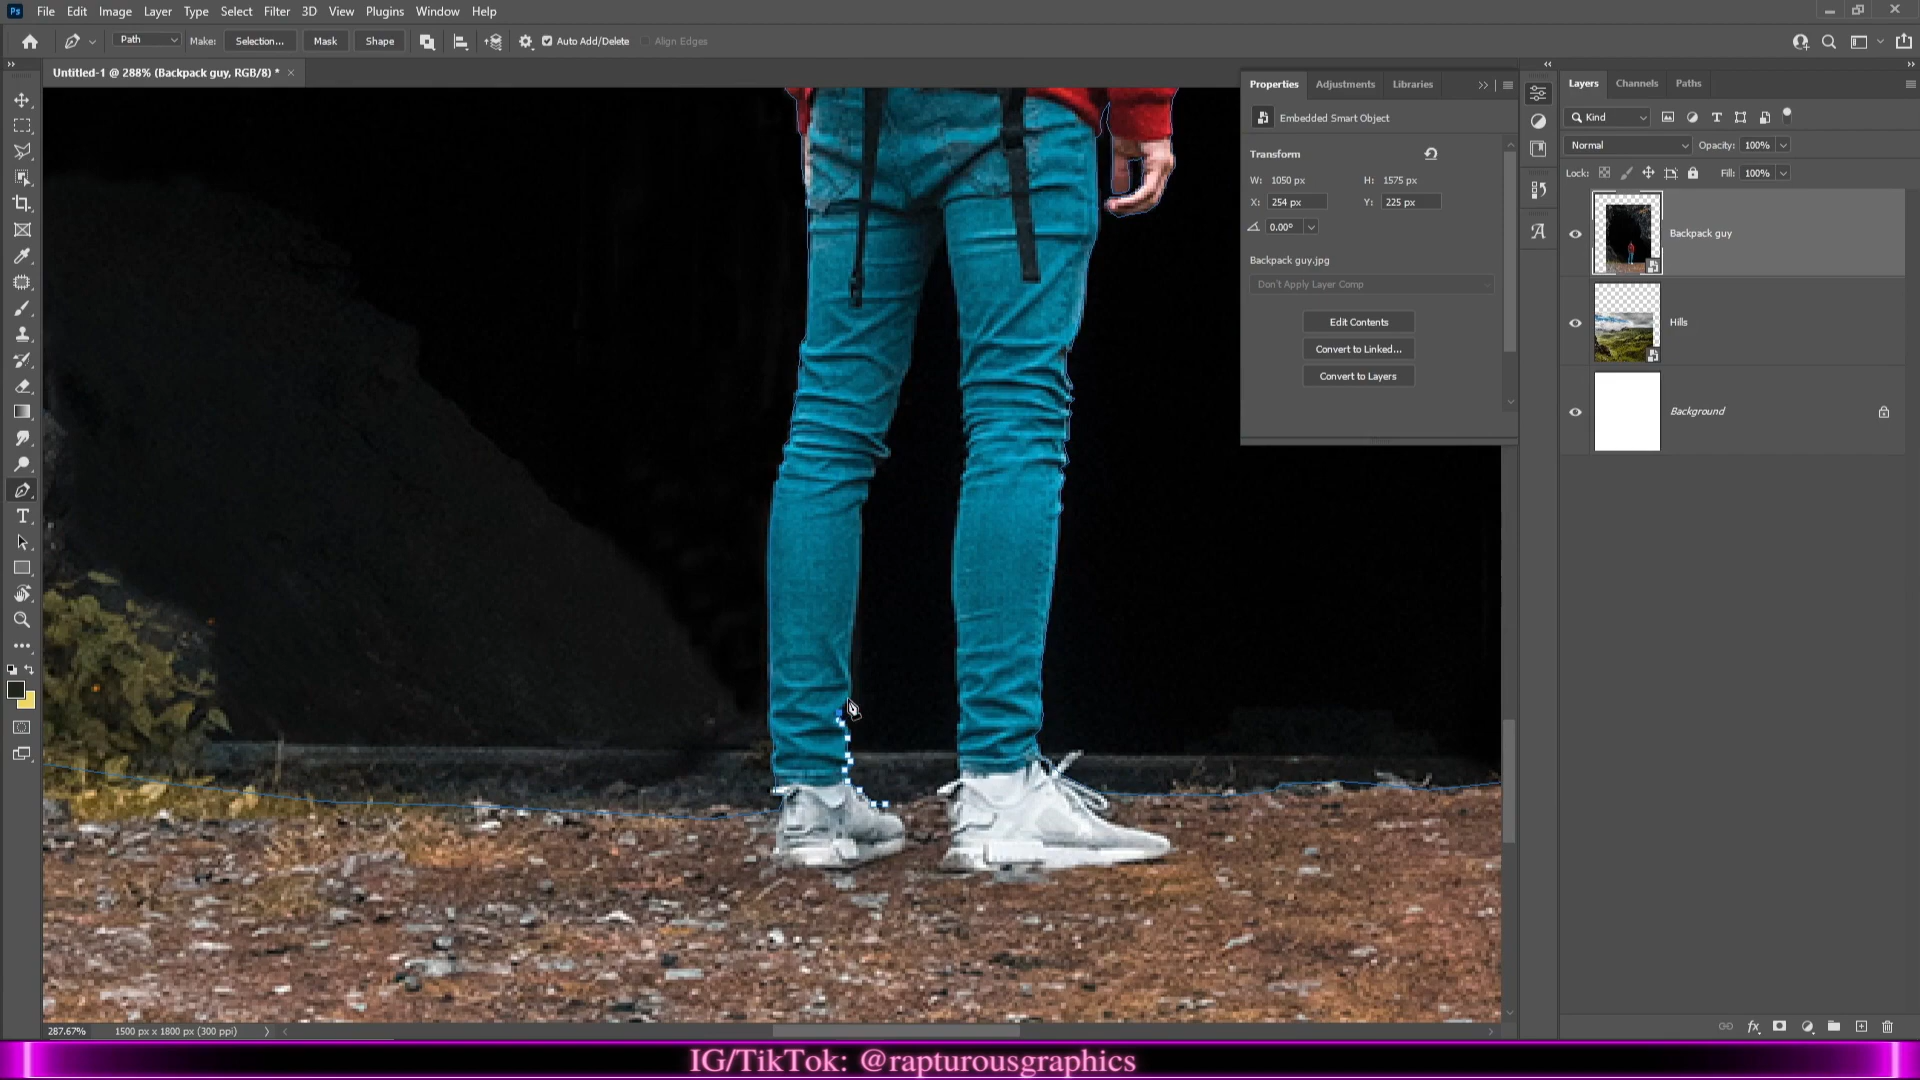 Ps File Edit Image Layer Type Select Filter 3D View Plugins Window Help
Path Make: Selection... Mask Shape Auto Add/Delete Align Edges
Untitled-1 @ 288% (Backpack guy, RGB/8) * ×
Properties Adjustments Libraries
Embedded Smart Object
Transform
W: 1050 px H: 1575 px
X: 254 px Y: 225 px
0.00°
Backpack guy.jpg
Don't Apply Layer Comp
Edit Contents
Convert to Linked...
Convert to Layers
Layers Channels Paths
Kind
Normal Opacity: 100%
Lock: Fill: 100%
Backpack guy
Hills
Background
287.67% 1500 px x 1800 px (300 ppi)
IG/TikTok: @rapturousgraphics